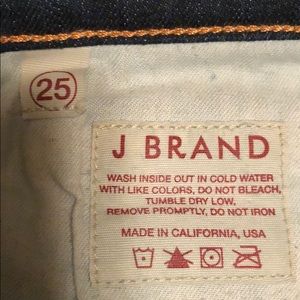 25
J BRAND
WASH INSIDE OUT IN COLD WATER
WITH LIKE COLORS, DO NOT BLEACH,
TUMBLE DRY LOW.
REMOVE PROMPTLY, DO NOT IRON
MADE IN CALIFORNIA, USA